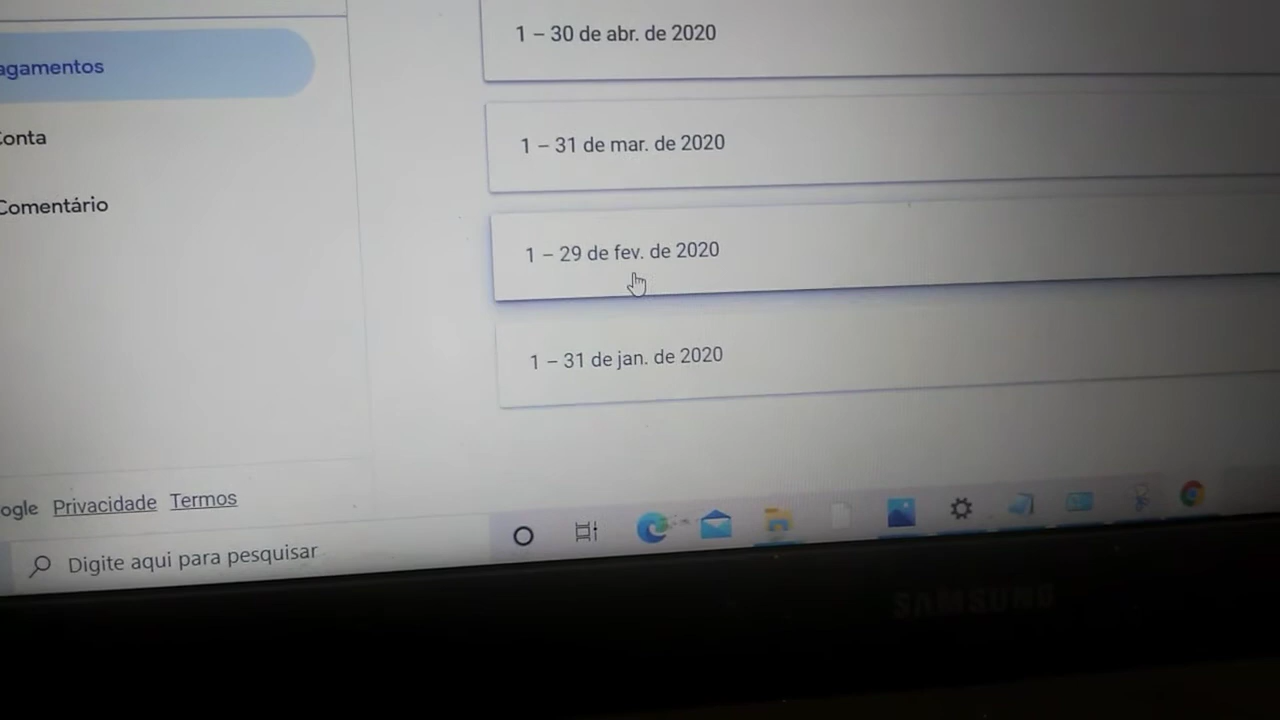 agamentos
Conta
Comentário
1 – 30 de abr. de 2020
1 – 31 de mar. de 2020
1 – 29 de fev. de 2020
1 – 31 de jan. de 2020
ogle Privacidade Termos
Digite aqui para pesquisar
SAMSUNG